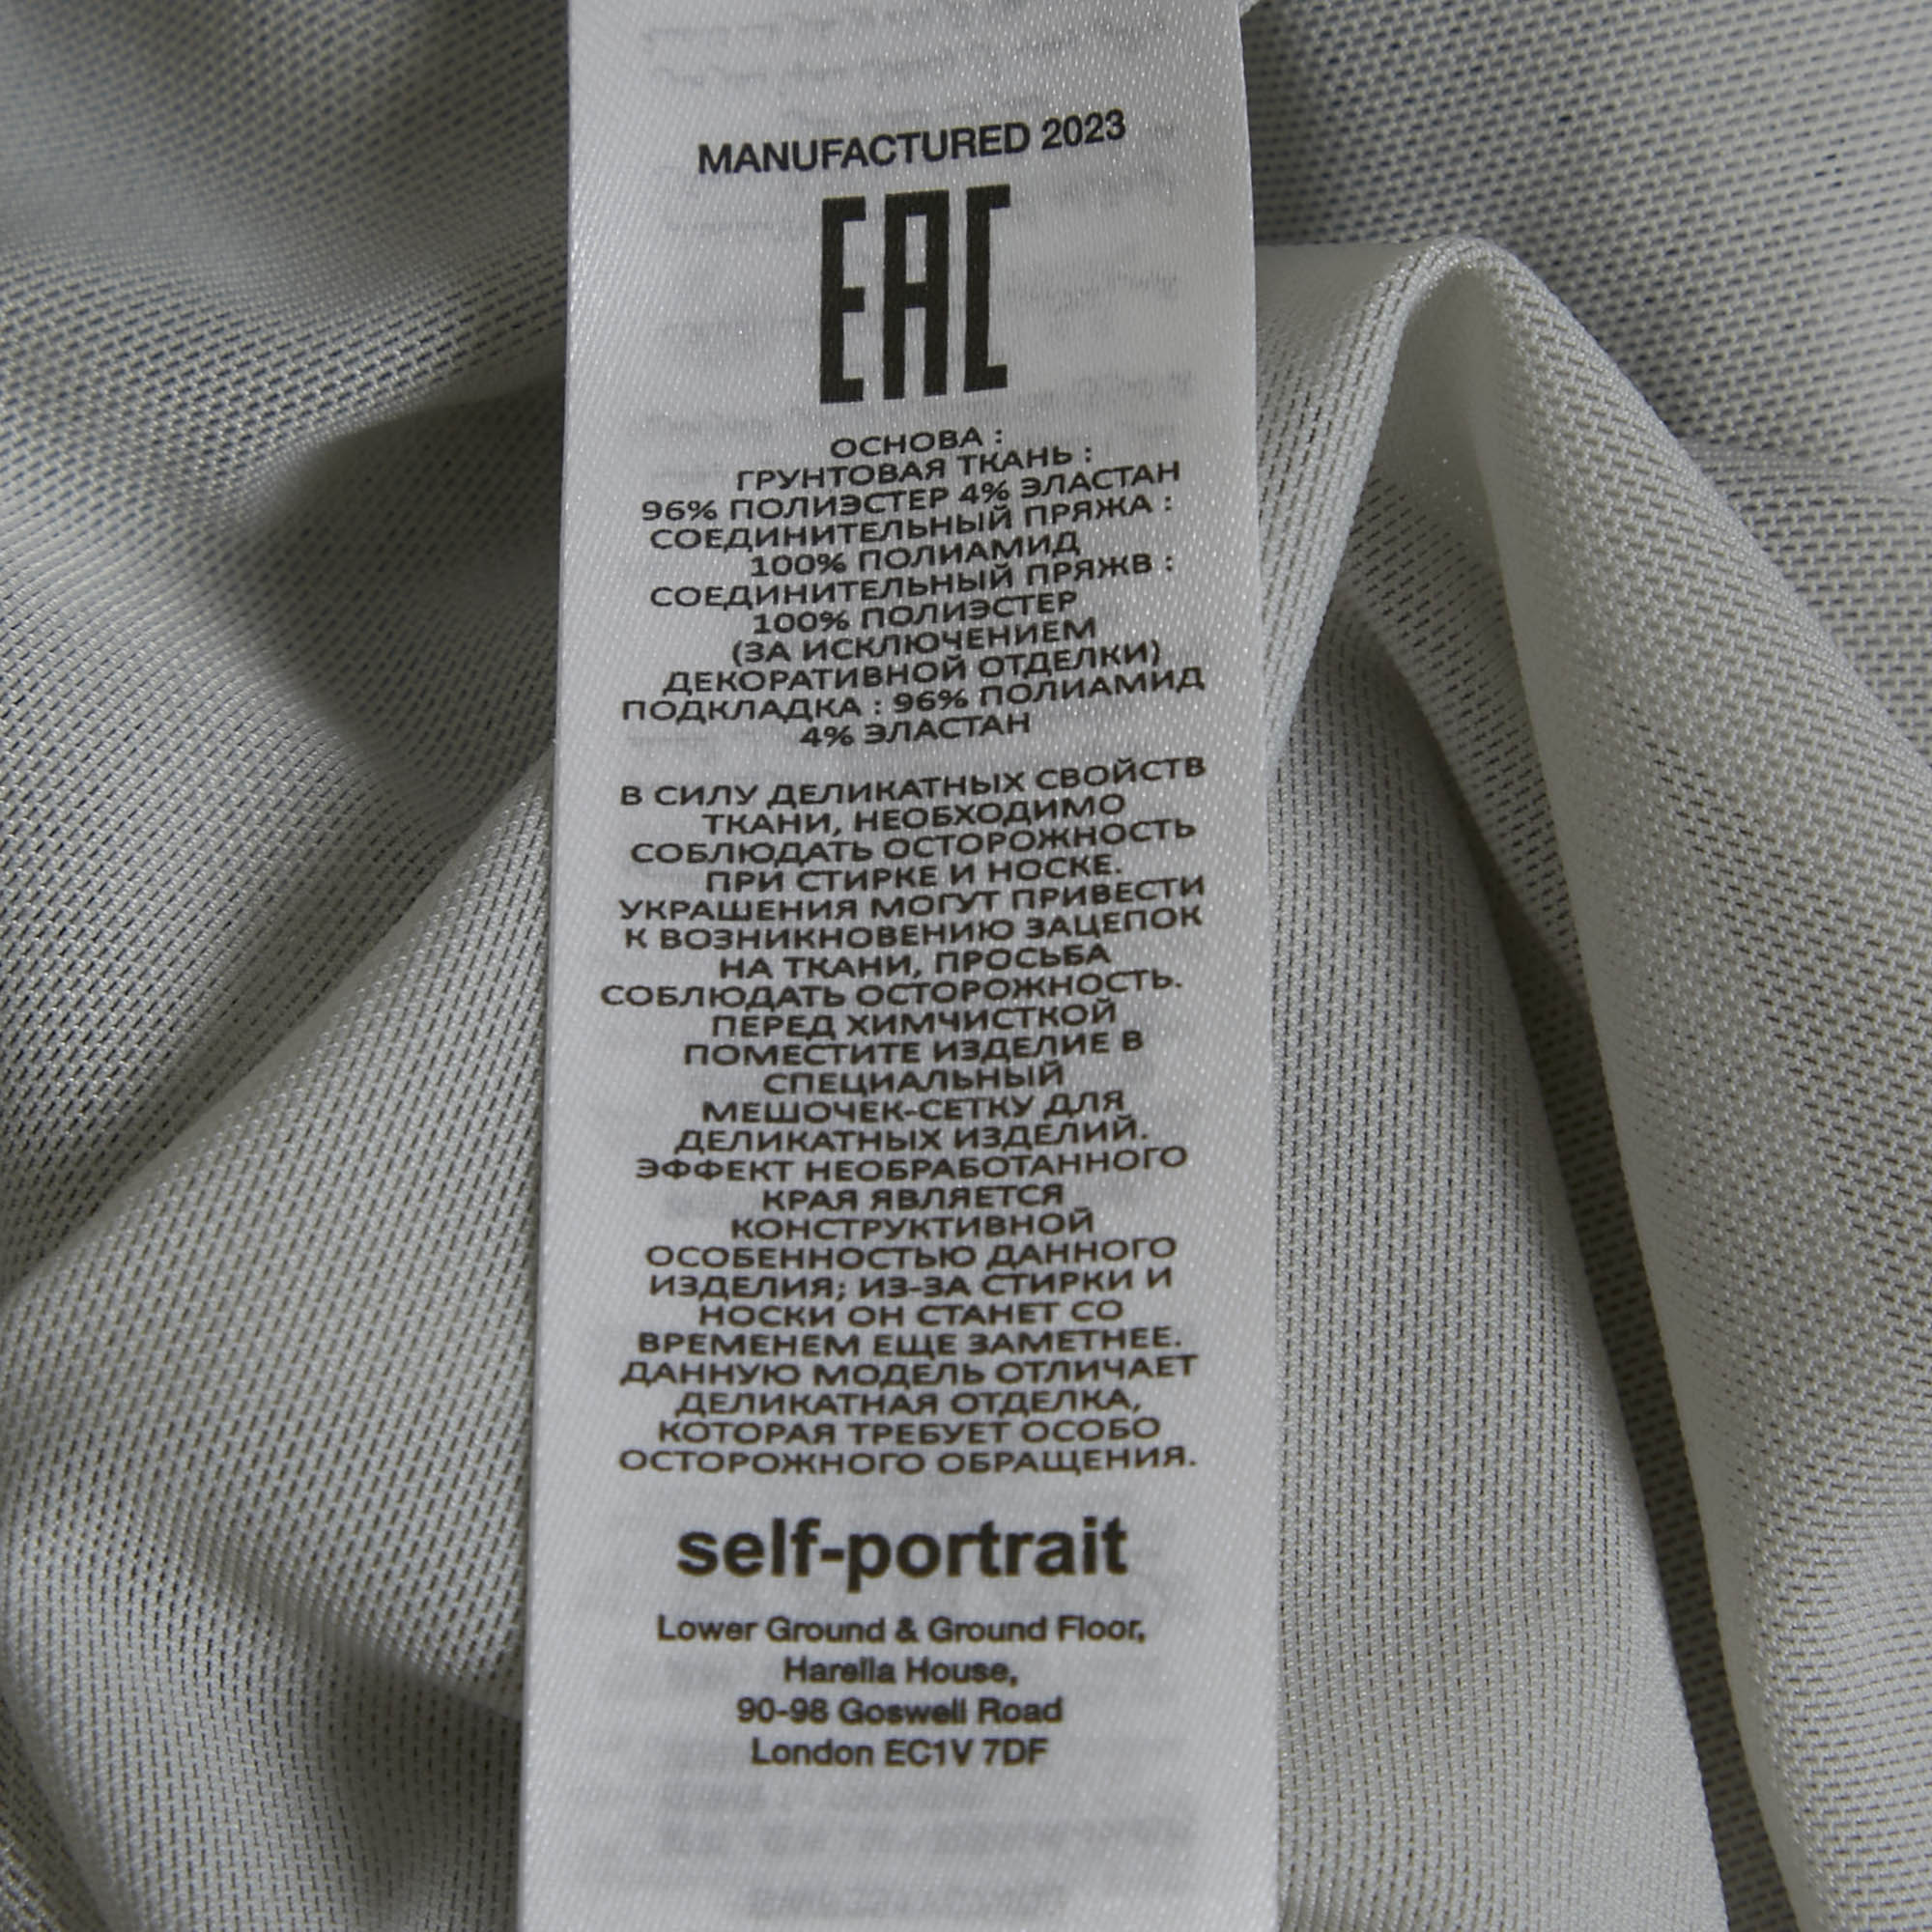 MANUFACTURED 2023
EAC
ОСНОВА :
ГРУНТОВАЯ ТКАНЬ :
96% ПОЛИЭСТЕР 4% ЭЛАСТАН
СОЕДИНИТЕЛЬНЫЙ ПРЯЖА :
100% ПОЛИАМИД
СОЕДИНИТЕЛЬНЫЙ ПРЯЖВ :
100% ПОЛИЭСТЕР
(ЗА ИСКЛЮЧЕНИЕМ
ДЕКОРАТИВНОЙ ОТДЕЛКИ)
ПОДКЛАДКА : 96% ПОЛИАМИД
4% ЭЛАСТАН
В СИЛУ ДЕЛИКАТНЫХ СВОЙСТВ
ТКАНИ, НЕОБХОДИМО
СОБЛЮДАТЬ ОСТОРОЖНОСТЬ
ПРИ СТИРКЕ И НОСКЕ.
УКРАШЕНИЯ МОГУТ ПРИВЕСТИ
К ВОЗНИКНОВЕНИЮ ЗАЦЕПОК
НА ТКАНИ, ПРОСЬБА
СОБЛЮДАТЬ ОСТОРОЖНОСТЬ.
ПЕРЕД ХИМЧИСТКОЙ
ПОМЕСТИТЕ ИЗДЕЛИЕ В
СПЕЦИАЛЬНЫЙ
МЕШОЧЕК-СЕТКУ ДЛЯ
ДЕЛИКАТНЫХ ИЗДЕЛИЙ.
ЭФФЕКТ НЕОБРАБОТАННОГО
КРАЯ ЯВЛЯЕТСЯ
КОНСТРУКТИВНОЙ
ОСОБЕННОСТЬЮ ДАННОГО
ИЗДЕЛИЯ; ИЗ-ЗА СТИРКИ И
НОСКИ ОН СТАНЕТ СО
ВРЕМЕНЕМ ЕЩЕ ЗАМЕТНЕЕ.
ДАННУЮ МОДЕЛЬ ОТЛИЧАЕТ
ДЕЛИКАТНАЯ ОТДЕЛКА,
КОТОРАЯ ТРЕБУЕТ ОСОБО
ОСТОРОЖНОГО ОБРАЩЕНИЯ.
self-portrait
Lower Ground & Ground Floor,
Harella House,
90-98 Goswell Road
London EC1V 7DF